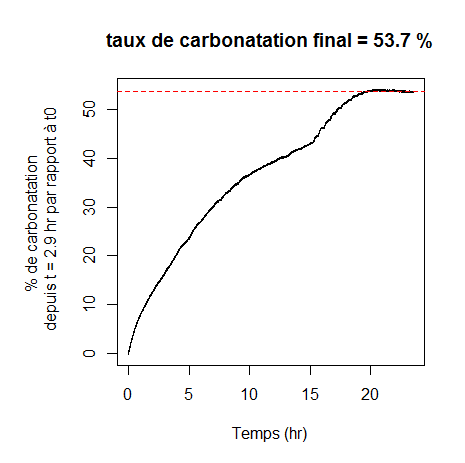 taux de carbonatation final = 53.7 %
% de carbonatation
depuis t = 2.9 hr par rapport à t0
50
40
30
20
10
0
0 5 10 15 20
Temps (hr)